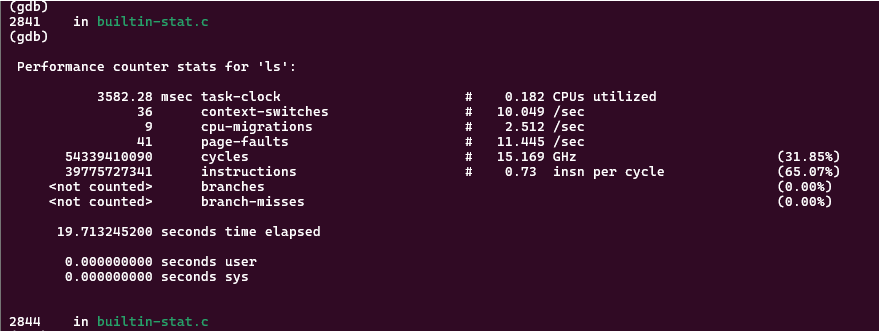 (gdb)
2841    in builtin-stat.c
(gdb)
 Performance counter stats for 'ls':
           3582.28 msec task-clock                       #    0.182 CPUs utilized
                36      context-switches                 #   10.049 /sec
                 9      cpu-migrations                   #    2.512 /sec
                41      page-faults                      #   11.445 /sec
       54339410090      cycles                           #   15.169 GHz                         (31.85%)
       39775727341      instructions                     #    0.73  insn per cycle              (65.07%)
     <not counted>      branches                                                                (0.00%)
     <not counted>      branch-misses                                                           (0.00%)
      19.713245200 seconds time elapsed
       0.000000000 seconds user
       0.000000000 seconds sys
2844    in builtin-stat.c